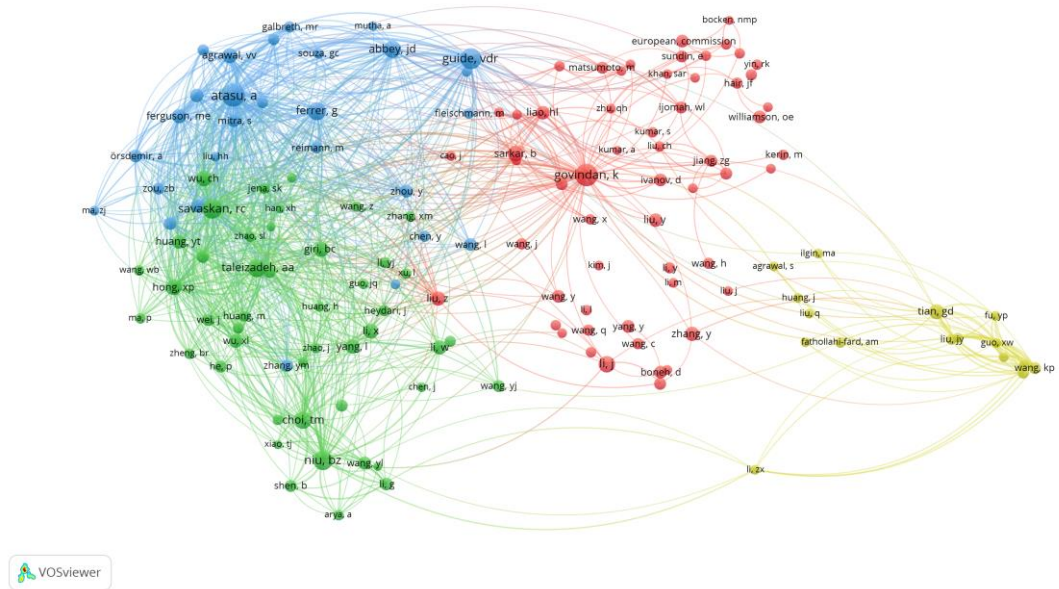 bocken, nmp
galbreth, mr
mutha, a
european, commission
agrawal, vv
souza, gc
abbey, jd
guide, vdr
sundin, e
matsumoto, m
khan, sar
yin, rk
hair, jf
atasu, a
ferguson, me
mitra, s
ferrer, g
fleischmann, m
liao, hl
zhu, qh
ijomah, wl
williamson, oe
kumar, s
örsdemir, a
liu, hh
reimann, m
cao, j
sarkar, b
kumar, a
liu, ch
jiang, zg
kerin, m
wu, ch
jena, sk
zou, zb
zhou, y
govindan, k
ivanov, d
ma, zj
savaskan, rc
han, xh
wang, z
zhang, xm
wang, x
liu, y
huang, yt
zhao, sl
giri, bc
chen, y
wang, l
wang, j
ilgin, ma
wang, wb
taleizadeh, aa
li, yj
xu, l
kim, j
li, y
wang, h
agrawal, s
hong, xp
guo, jq
li, m
liu, j
liu, z
wang, y
huang, j
ma, p
wei, j
huang, m
huang, h
heydari, j
li, l
liu, q
tian, gd
fu, yp
zheng, br
wu, xl
zhao, j
li, x
yang, l
li, w
wang, q
yang, y
wang, c
zhang, y
fathollahi-fard, am
liu, jy
guo, xw
he, p
zhang, ym
li, j
boneh, d
wang, kp
chen, j
wang, yj
choi, tm
xiao, tj
niu, bz
wang, yl
li, zx
shen, b
li, g
arya, a
VOSviewer